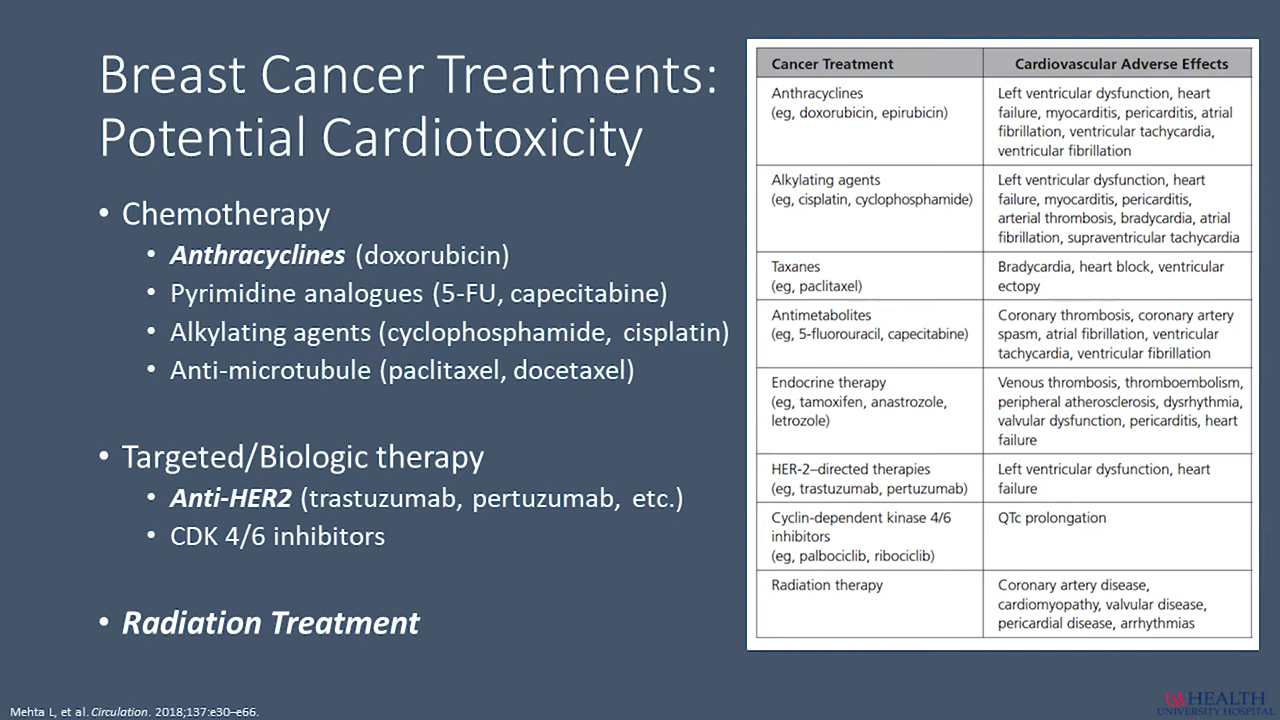 Breast Cancer Treatments:
Potential Cardiotoxicity
• Chemotherapy
• Anthracyclines (doxorubicin)
• Pyrimidine analogues (5-FU, capecitabine)
• Alkylating agents (cyclophosphamide, cisplatin)
• Anti-microtubule (paclitaxel, docetaxel)
• Targeted/Biologic therapy
• Anti-HER2 (trastuzumab, pertuzumab, etc.)
• CDK 4/6 inhibitors
• Radiation Treatment
Cancer Treatment
Cardiovascular Adverse Effects
Anthracyclines
(eg, doxorubicin, epirubicin)
Left ventricular dysfunction, heart
failure, myocarditis, pericarditis, atrial
fibrillation, ventricular tachycardia,
ventricular fibrillation
Alkylating agents
(eg, cisplatin, cyclophosphamide)
Left ventricular dysfunction, heart
failure, myocarditis, pericarditis,
arterial thrombosis, bradycardia, atrial
fibrillation, supraventricular tachycardia
Taxanes
(eg, paclitaxel)
Bradycardia, heart block, ventricular
ectopy
Antimetabolites
(eg, 5-fluorouracil, capecitabine)
Coronary thrombosis, coronary artery
spasm, atrial fibrillation, ventricular
tachycardia, ventricular fibrillation
Endocrine therapy
(eg, tamoxifen, anastrozole,
letrozole)
Venous thrombosis, thromboembolism,
peripheral atherosclerosis, dysrhythmia,
valvular dysfunction, pericarditis, heart
failure
HER-2–directed therapies
(eg, trastuzumab, pertuzumab)
Left ventricular dysfunction, heart
failure
Cyclin-dependent kinase 4/6
inhibitors
(eg, palbociclib, ribociclib)
QTc prolongation
Radiation therapy
Coronary artery disease,
cardiomyopathy, valvular disease,
pericardial disease, arrhythmias
Mehta L, et al. Circulation. 2018;137:e30–e66.
HEALTH
UNIVERSITY HOSPITAL